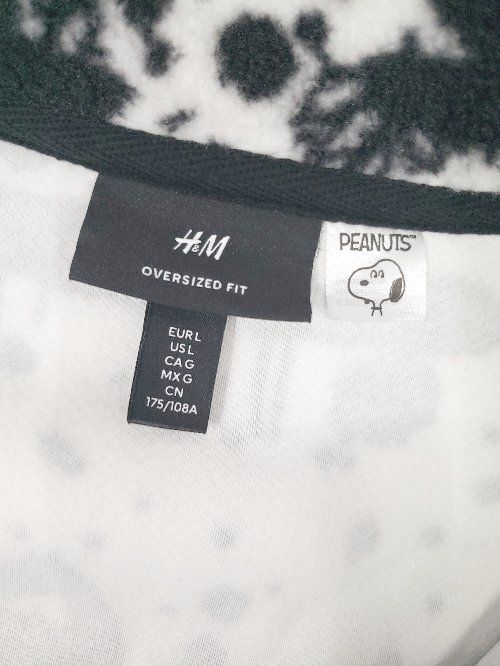 H&M
OVERSIZED FIT
PEANUTS™
EUR L
US L
CA G
MX G
CN
175/108A